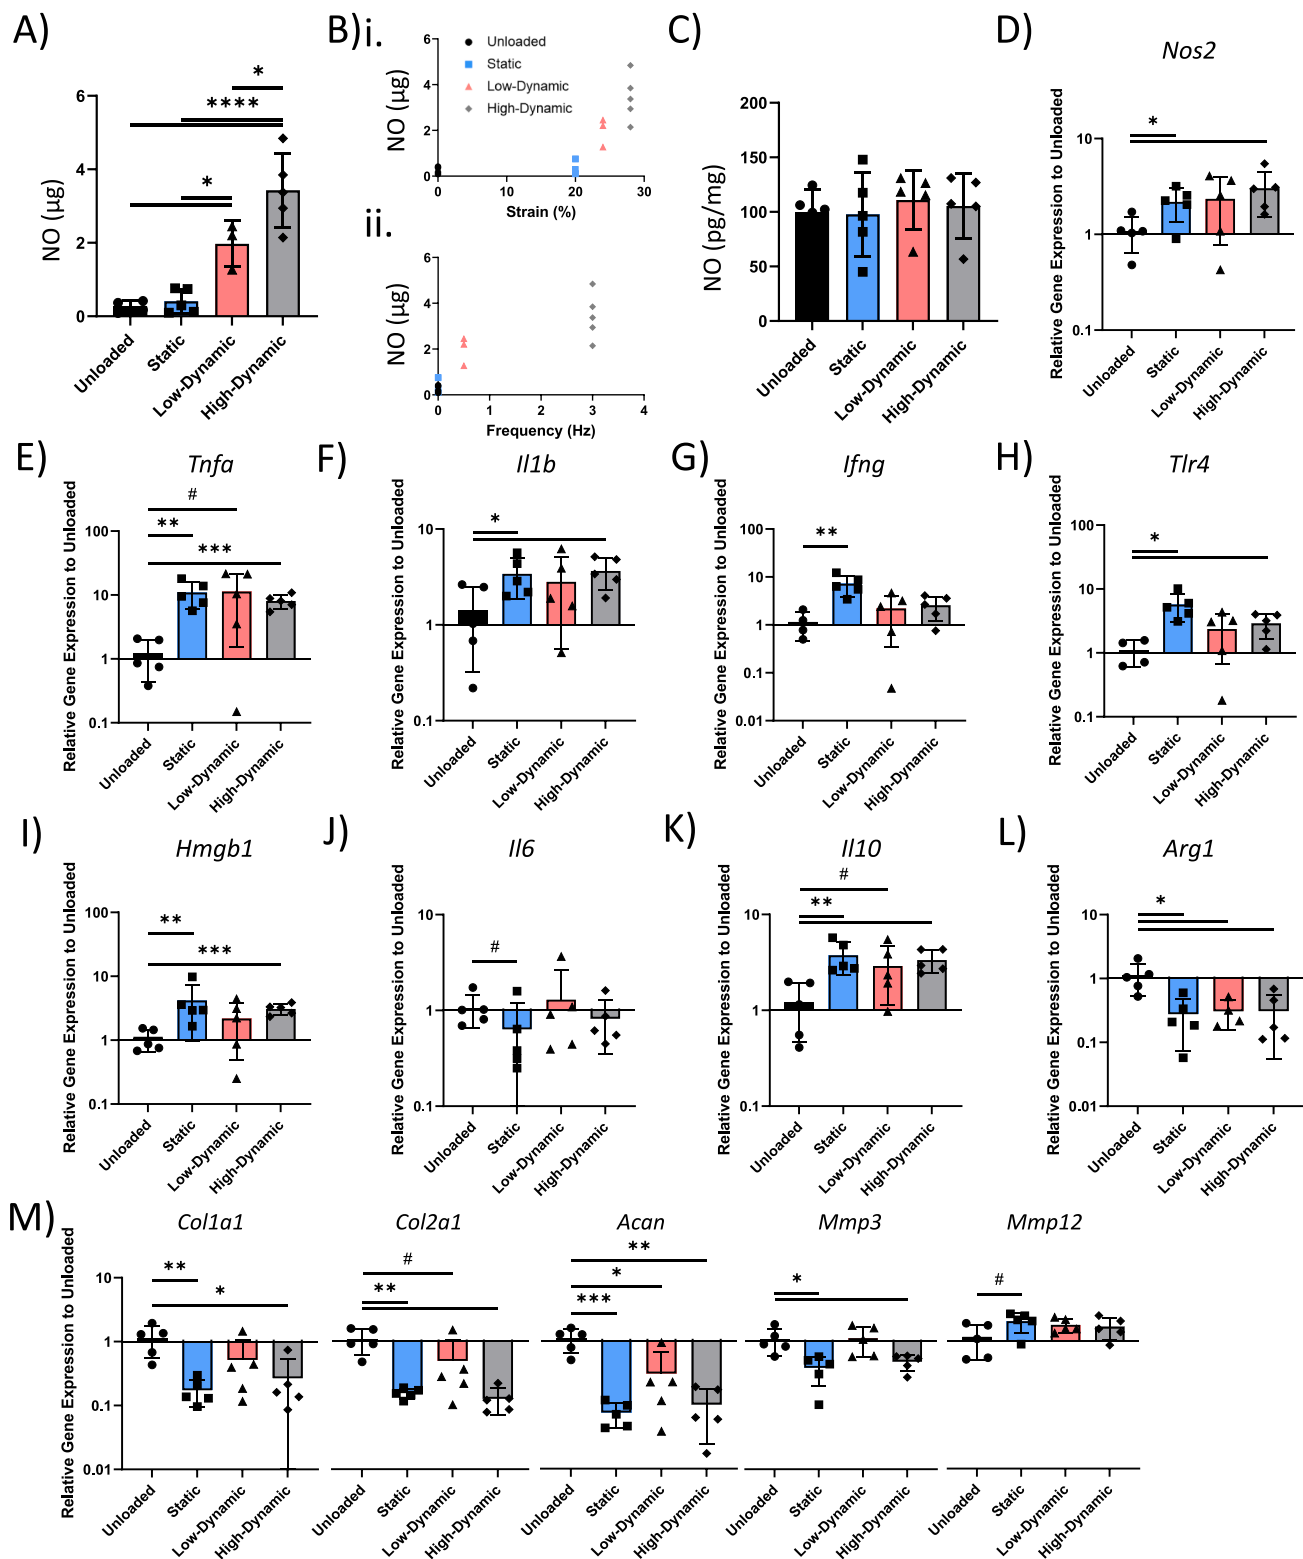 A)
NO (µg)
6
4
2
0
*
****
*
Unloaded
Static
Low-Dynamic
High-Dynamic
B)i.
NO (µg)
6
4
2
0
Unloaded
Static
Low-Dynamic
High-Dynamic
0
10
20
30
Strain (%)
ii.
NO (µg)
6
4
2
0
0
1
2
3
4
Frequency (Hz)
C)
NO (pg/mg)
200
150
100
50
0
Unloaded
Static
Low-Dynamic
High-Dynamic
D)
Nos2
Relative Gene Expression to Unloaded
10
1
0.1
*
Unloaded
Static
Low-Dynamic
High-Dynamic
E)
Tnfa
Relative Gene Expression to Unloaded
100
10
1
0.1
#
**
***
Unloaded
Static
Low-Dynamic
High-Dynamic
F)
Il1b
Relative Gene Expression to Unloaded
10
1
0.1
*
Unloaded
Static
Low-Dynamic
High-Dynamic
G)
Ifng
Relative Gene Expression to Unloaded
100
10
1
0.1
0.01
**
Unloaded
Static
Low-Dynamic
High-Dynamic
H)
Tlr4
Relative Gene Expression to Unloaded
100
10
1
0.1
*
Unloaded
Static
Low-Dynamic
High-Dynamic
I)
Hmgb1
Relative Gene Expression to Unloaded
100
10
1
0.1
**
***
Unloaded
Static
Low-Dynamic
High-Dynamic
J)
Il6
Relative Gene Expression to Unloaded
10
1
0.1
#
Unloaded
Static
Low-Dynamic
High-Dynamic
K)
Il10
Relative Gene Expression to Unloaded
10
1
0.1
#
**
Unloaded
Static
Low-Dynamic
High-Dynamic
L)
Arg1
Relative Gene Expression to Unloaded
10
1
0.1
0.01
*
Unloaded
Static
Low-Dynamic
High-Dynamic
M)
Relative Gene Expression to Unloaded
10
1
0.1
0.01
Col1a1
**
*
Unloaded
Static
Low-Dynamic
High-Dynamic
Col2a1
#
**
Unloaded
Static
Low-Dynamic
High-Dynamic
Acan
**
*
***
Unloaded
Static
Low-Dynamic
High-Dynamic
Mmp3
*
Unloaded
Static
Low-Dynamic
High-Dynamic
Mmp12
#
Unloaded
Static
Low-Dynamic
High-Dynamic